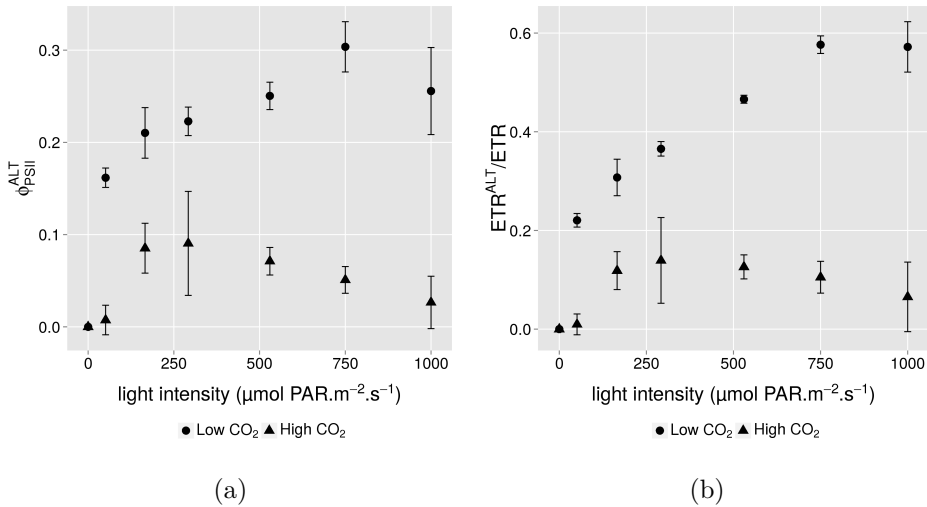 0.3
0.2
0.1
0.0
ϕ_PSII^ALT
0 250 500 750 1000
light intensity (μmol PAR.m⁻².s⁻¹)
Low CO₂ High CO₂
(a)
0.6
0.4
0.2
0.0
ETR^ALT/ETR
0 250 500 750 1000
light intensity (μmol PAR.m⁻².s⁻¹)
Low CO₂ High CO₂
(b)